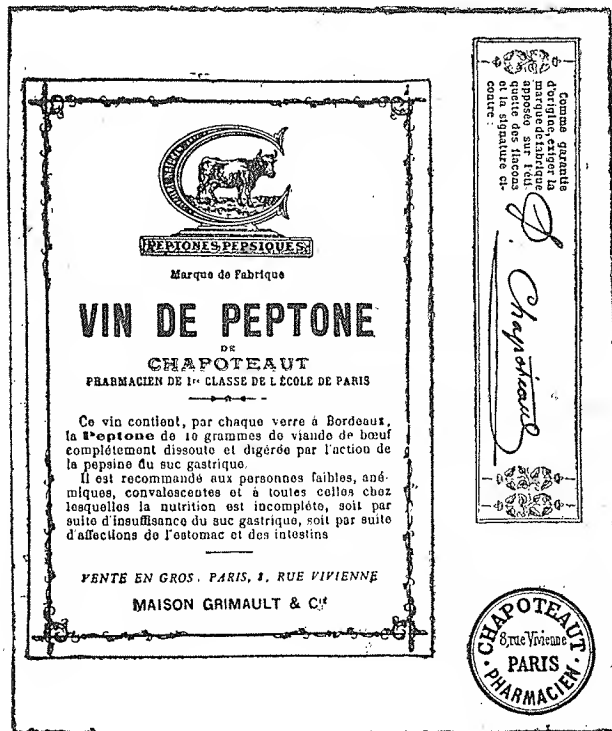 PEPTONES PEPSIQUES
Marque de Fabrique
VIN DE PEPTONE
DE
CHAPOTEAUT
PHARMACIEN DE 1re CLASSE DE L ÉCOLE DE PARIS
Ce vin contient, par chaque verre à Bordeaux,
la Peptone de 10 grammes de viande de bœuf
complètement dissoute et digérée par l'action de
la pepsine du suc gastrique.
Il est recommandé aux personnes faibles, ané-
miques, convalescentes et à toutes celles chez
lesquelles la nutrition est incomplète, soit par
suite d'insuffisance du suc gastrique, soit par suite
d'affections de l'estomac et des intestins
VENTE EN GROS. PARIS, 8, RUE VIVIENNE
MAISON GRIMAULT & Cie
Comme garantie
d'origine, exiger la
marque de fabrique
apposée sur l'éti-
quette des flacons
et la signature ci-
contre:
P. Chapoteaut
CHAPOTEAUT
8, rue Vivienne
PARIS
PHARMACIEN